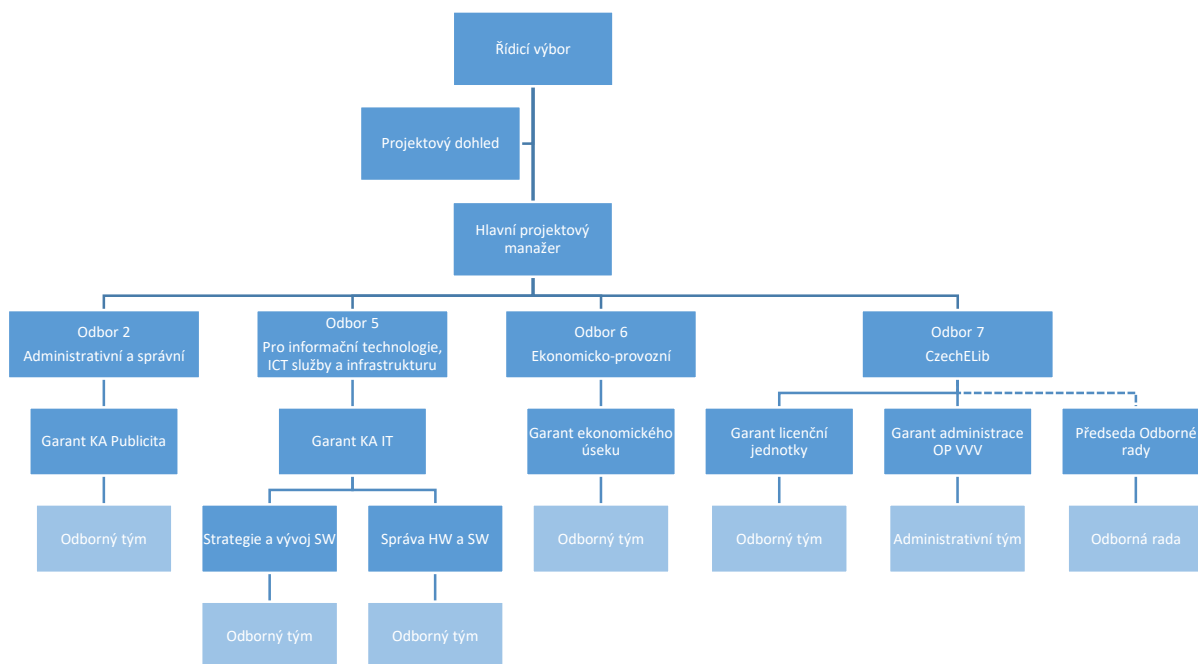 Řídicí výbor
Projektový dohled
Hlavní projektový
manažer
Odbor 2
Administrativní a správní
Odbor 5
Pro informační technologie,
ICT služby a infrastrukturu
Odbor 6
Ekonomicko-provozní
Odbor 7
CzechELib
Garant KA Publicita
Garant KA IT
Garant ekonomického
úseku
Garant licenční
jednotky
Garant administrace
OP VVV
Předseda Odborné
rady
Odborný tým
Strategie a vývoj SW
Správa HW a SW
Odborný tým
Odborný tým
Administrativní tým
Odborná rada
Odborný tým
Odborný tým